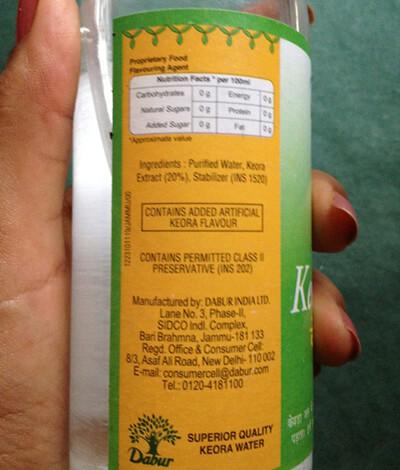 Proprietary Food
Flavouring Agent
Nutrition Facts * per 100ml
Carbohydrates 0 g Energy 0 g
Natural Sugars 0 g Protein 0 g
Added Sugar 0 g Fat 0 g
*Approximate value
Ingredients : Purified Water, Keora
Extract (20%), Stabilizer (INS 1520)
CONTAINS ADDED ARTIFICIAL
KEORA FLAVOUR
CONTAINS PERMITTED CLASS II
PRESERVATIVE (INS 202)
Manufactured by: DABUR INDIA LTD.
Lane No. 3, Phase-II,
SIDCO Indl. Complex,
Bari Brahmna, Jammu-181 133
Regd. Office & Consumer Cell:
8/3, Asaf Ali Road, New Delhi-110 002
E-mail: consumercell@dabur.com
Tel.: 0120-4181100
Dabur
SUPERIOR QUALITY
KEORA WATER
Ke
केवड़ा